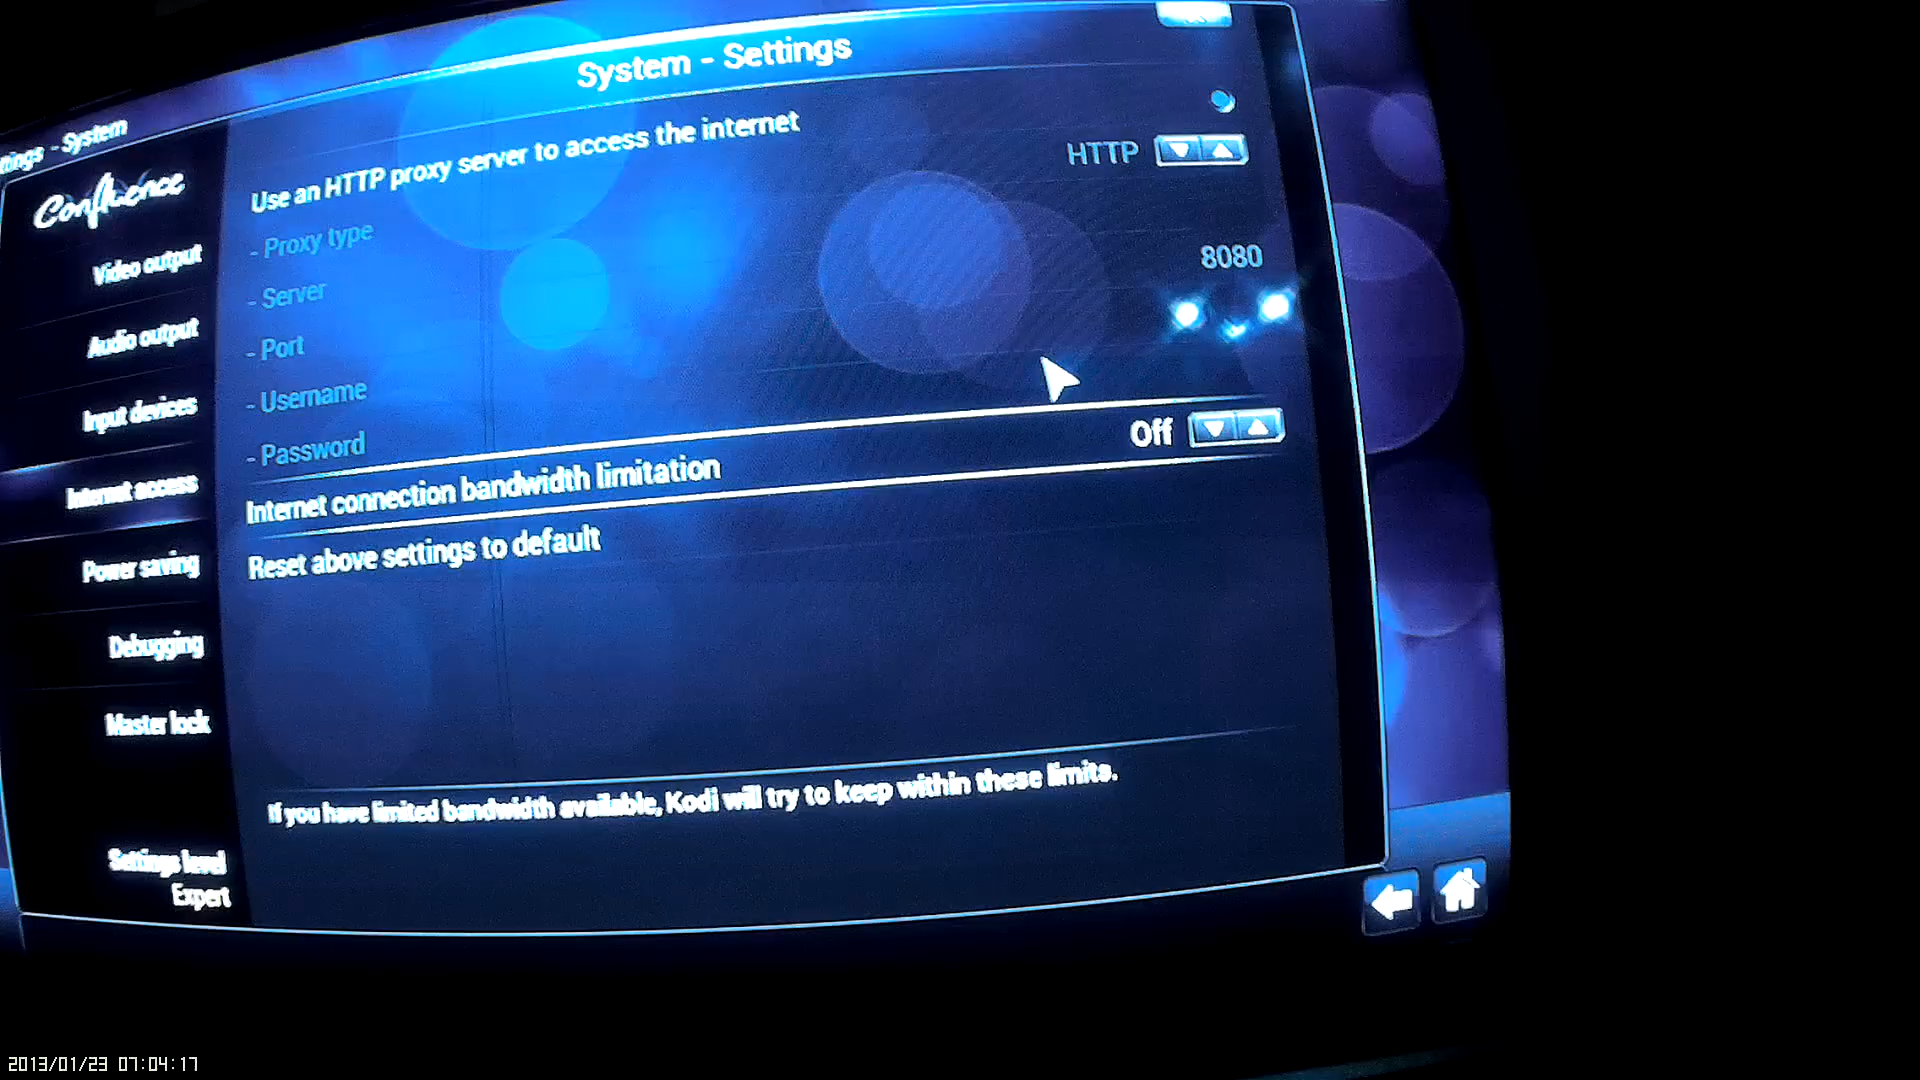 System - Settings
- System
Confluence
Video output
Audio output
Input devices
Internet access
Power saving
Debugging
Master lock
Settings level
Expert
Use an HTTP proxy server to access the internet
- Proxy type HTTP
- Server
- Port 8080
- Username
- Password
Internet connection bandwidth limitation Off
Reset above settings to default
If you have limited bandwidth available, Kodi will try to keep within these limits.
2013/01/23 07:04:17